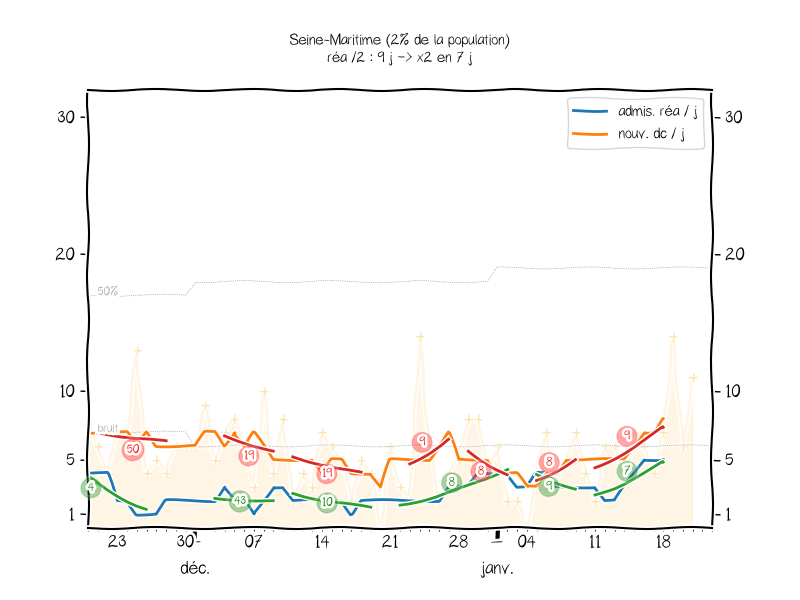 Seine-Maritime (2% de la population)
réa /2 : 9 j -> x2 en 7 j
admis. réa / j
nouv. dc / j
30 30
20 20
10 10
5 5
1 1
50%
bruit
50 19 19 9 8 8 9
4 43 10 8 9 7
23 30 07 14 21 28 04 11 18
déc. janv.